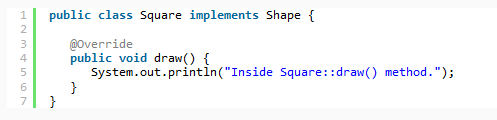 1 public class Square implements Shape {
2
3 @Override
4 public void draw() {
5 System.out.println("Inside Square::draw() method.");
6 }
7 }